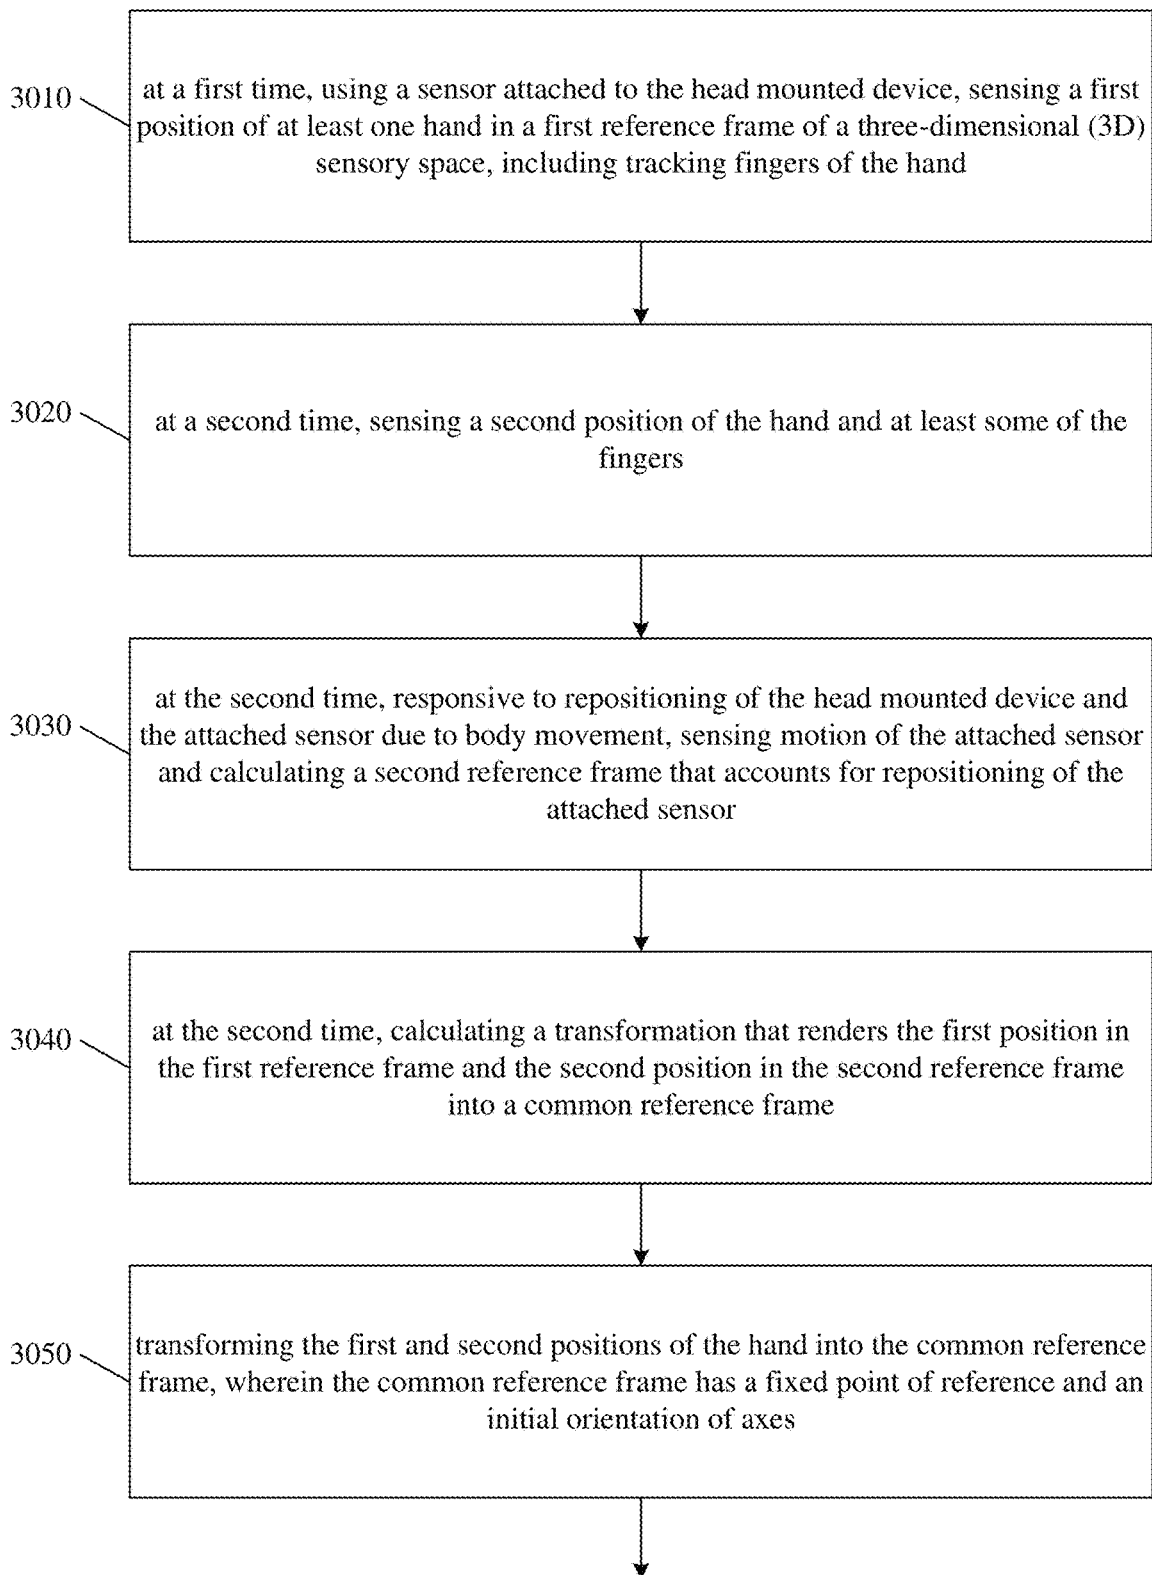 3010
at a first time, using a sensor attached to the head mounted device, sensing a first
position of at least one hand in a first reference frame of a three-dimensional (3D)
sensory space, including tracking fingers of the hand
3020
at a second time, sensing a second position of the hand and at least some of the
fingers
3030
at the second time, responsive to repositioning of the head mounted device and
the attached sensor due to body movement, sensing motion of the attached sensor
and calculating a second reference frame that accounts for repositioning of the
attached sensor
3040
at the second time, calculating a transformation that renders the first position in
the first reference frame and the second position in the second reference frame
into a common reference frame
3050
transforming the first and second positions of the hand into the common reference
frame, wherein the common reference frame has a fixed point of reference and an
initial orientation of axes